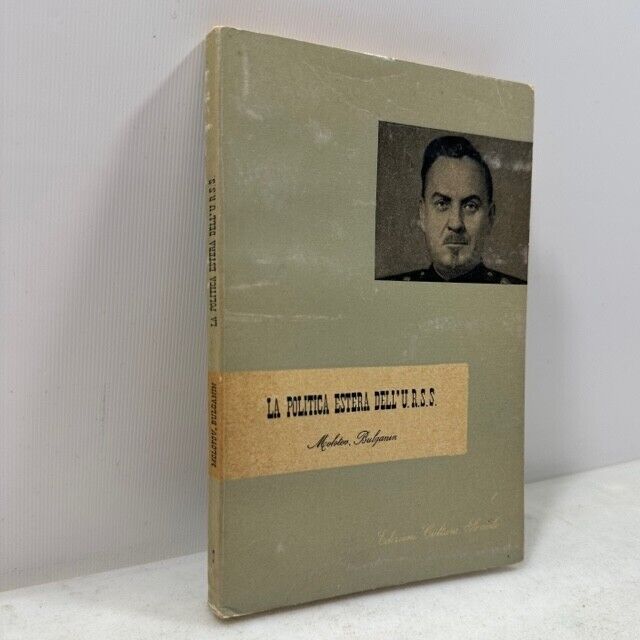 LA POLITICA ESTERA DELL'U.R.S.S.
Molotov, Bulganin
Edizioni Cultura Sociale
LA POLITICA ESTERA DELL'U.R.S.S.
MOLOTOV, BULGANIN